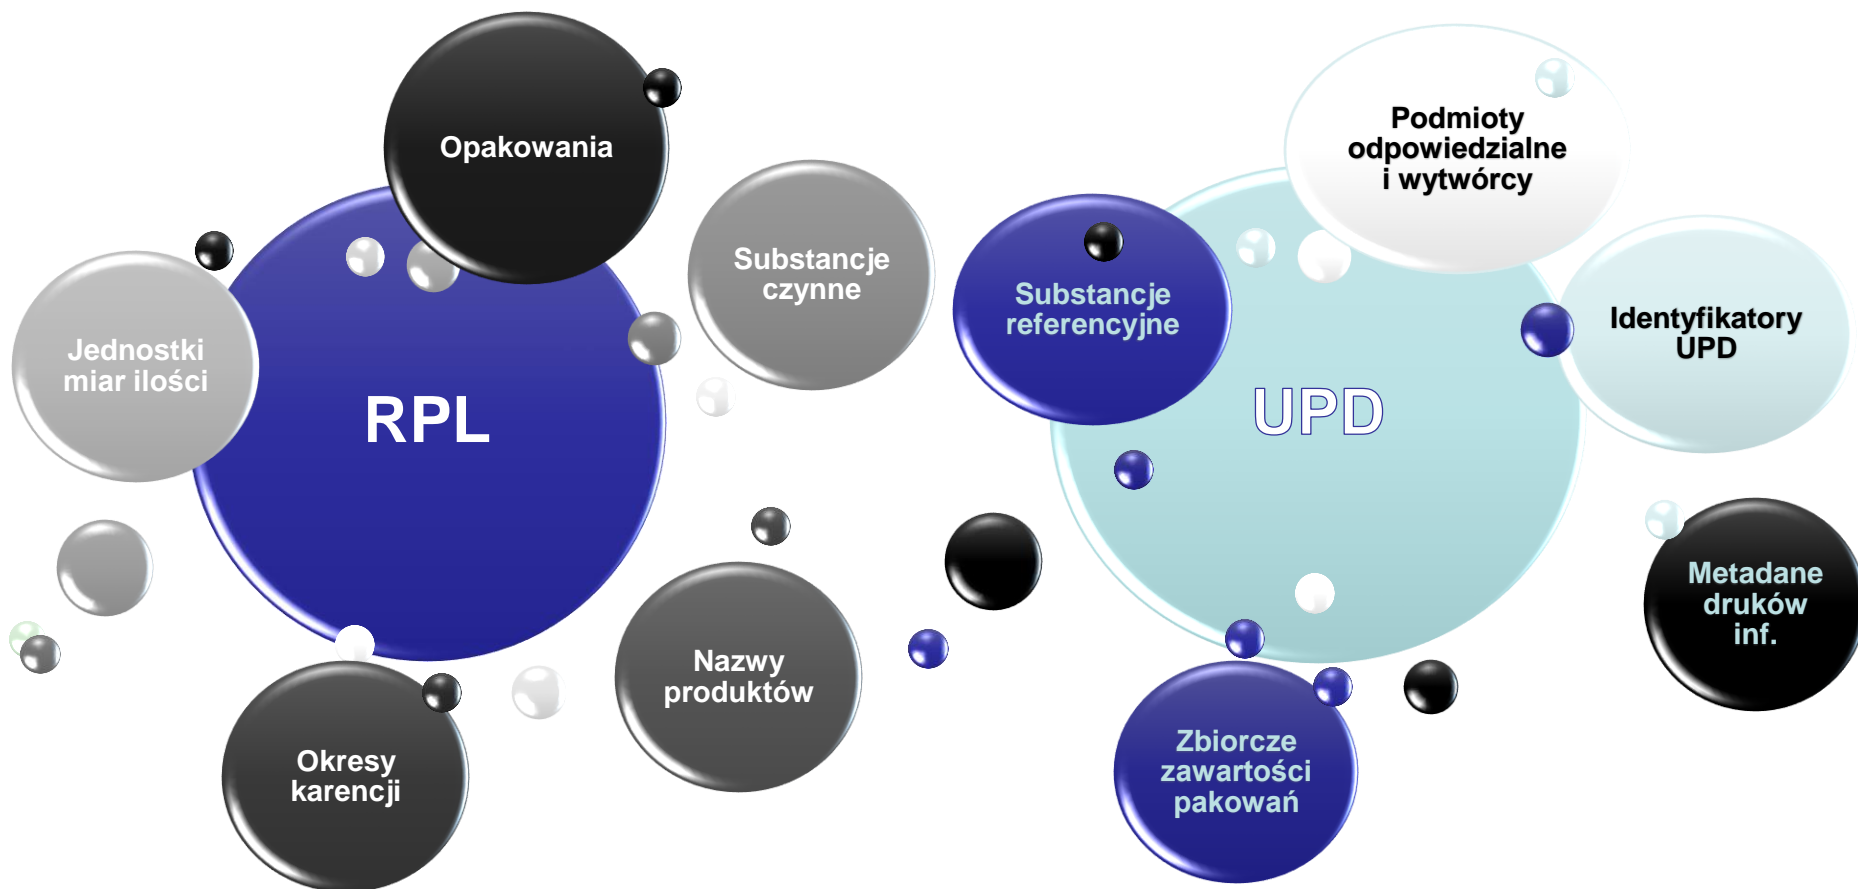 Opakowania
Substancje
czynne
Jednostki
miar ilości
RPL
Nazwy
produktów
Okresy
karencji
Podmioty
odpowiedzialne
i wytwórcy
Substancje
referencyjne
Identyfikatory
UPD
UPD
Metadane
druków
inf.
Zbiorcze
zawartości
pakowań